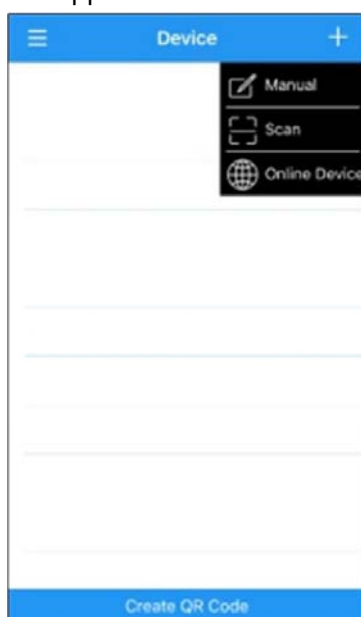 Device
Manual
Scan
Online Device
Create QR Code